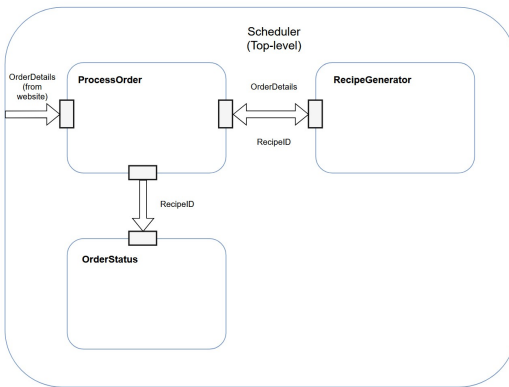 Scheduler
(Top-level)
OrderDetails
(from
website)
ProcessOrder
OrderDetails
RecipeID
RecipeGenerator
RecipeID
OrderStatus